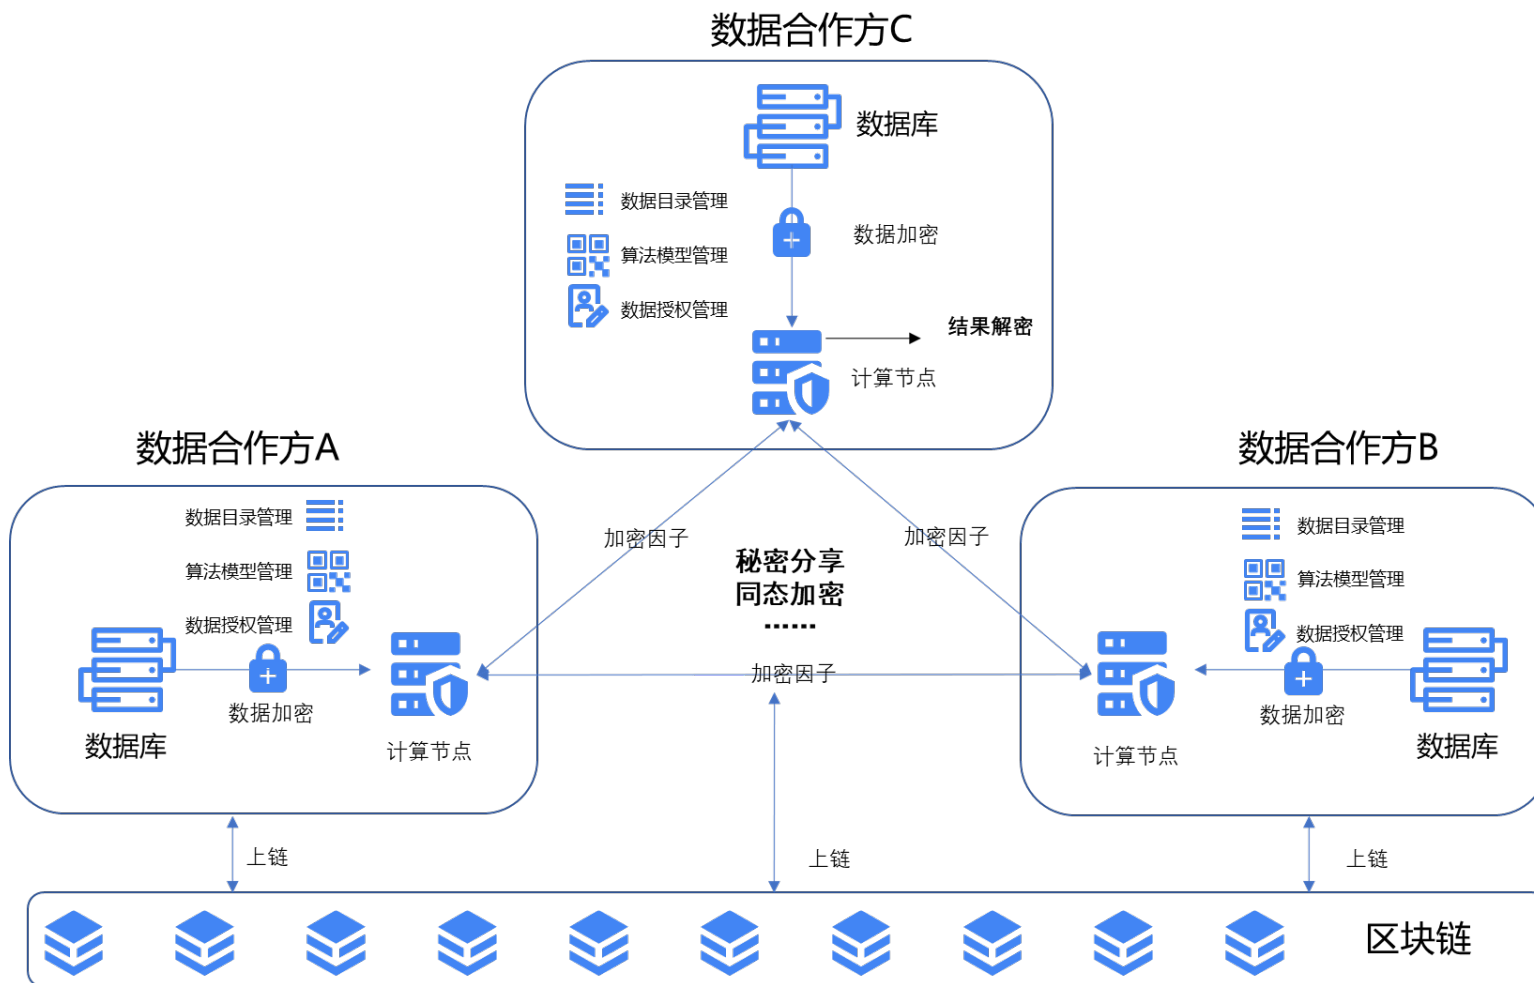 数据合作方C
数据库
数据目录管理
数据加密
算法模型管理
数据授权管理
结果解密
计算节点
数据合作方A
数据目录管理
算法模型管理
数据授权管理
数据加密
数据库
计算节点
数据合作方B
数据目录管理
算法模型管理
数据授权管理
数据加密
数据库
计算节点
加密因子
加密因子
秘密分享
同态加密
......
加密因子
上链
上链
上链
区块链